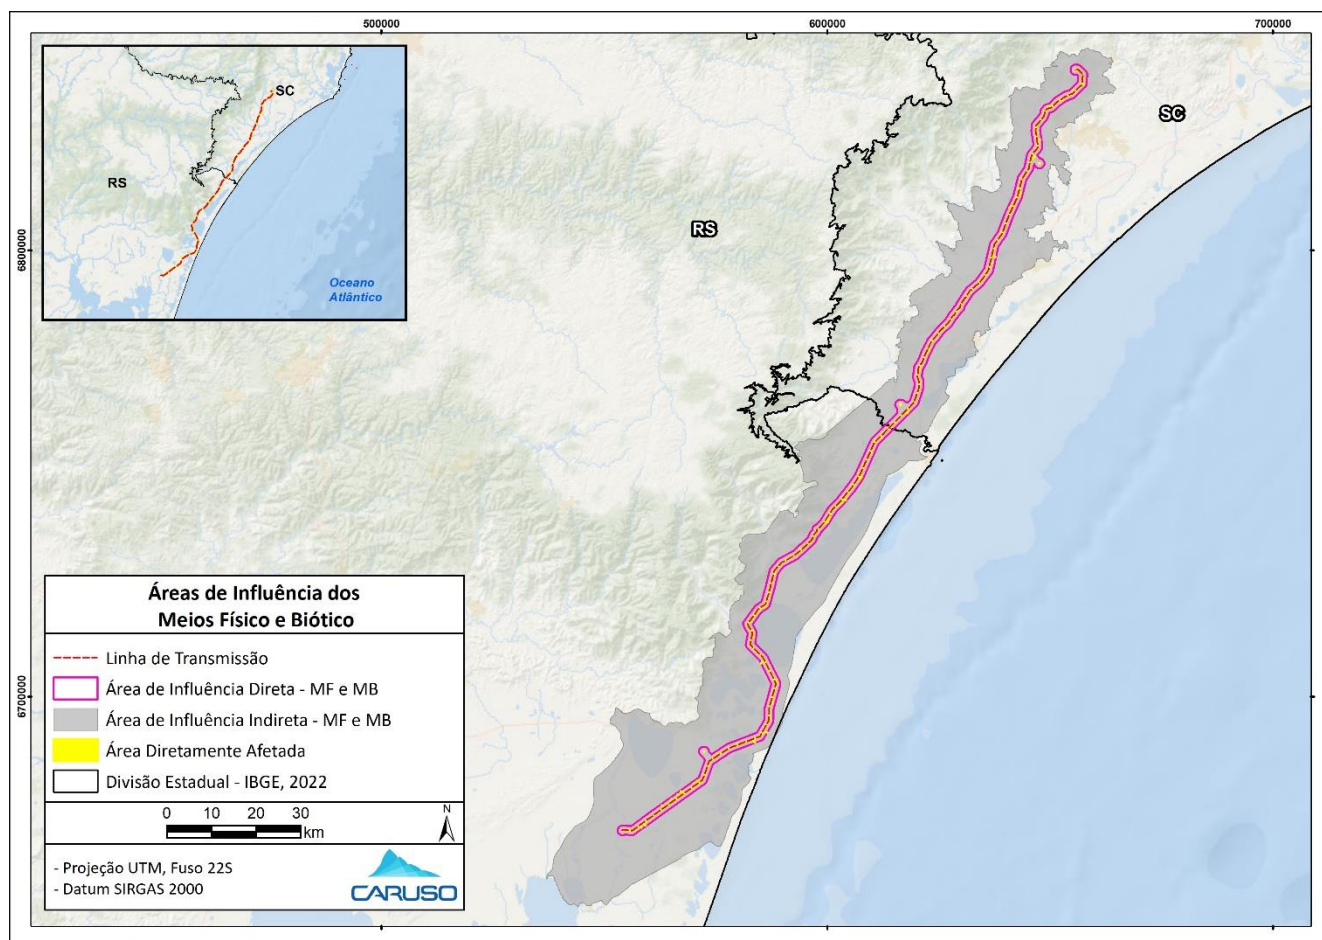 500000
600000
700000
SC
RS
Oceano
Atlântico
SC
RS
6800000
6700000
Áreas de Influência dos
Meios Físico e Biótico
Linha de Transmissão
Área de Influência Direta - MF e MB
Área de Influência Indireta - MF e MB
Área Diretamente Afetada
Divisão Estadual - IBGE, 2022
0 10 20 30
km
N
- Projeção UTM, Fuso 22S
- Datum SIRGAS 2000
CARUSO